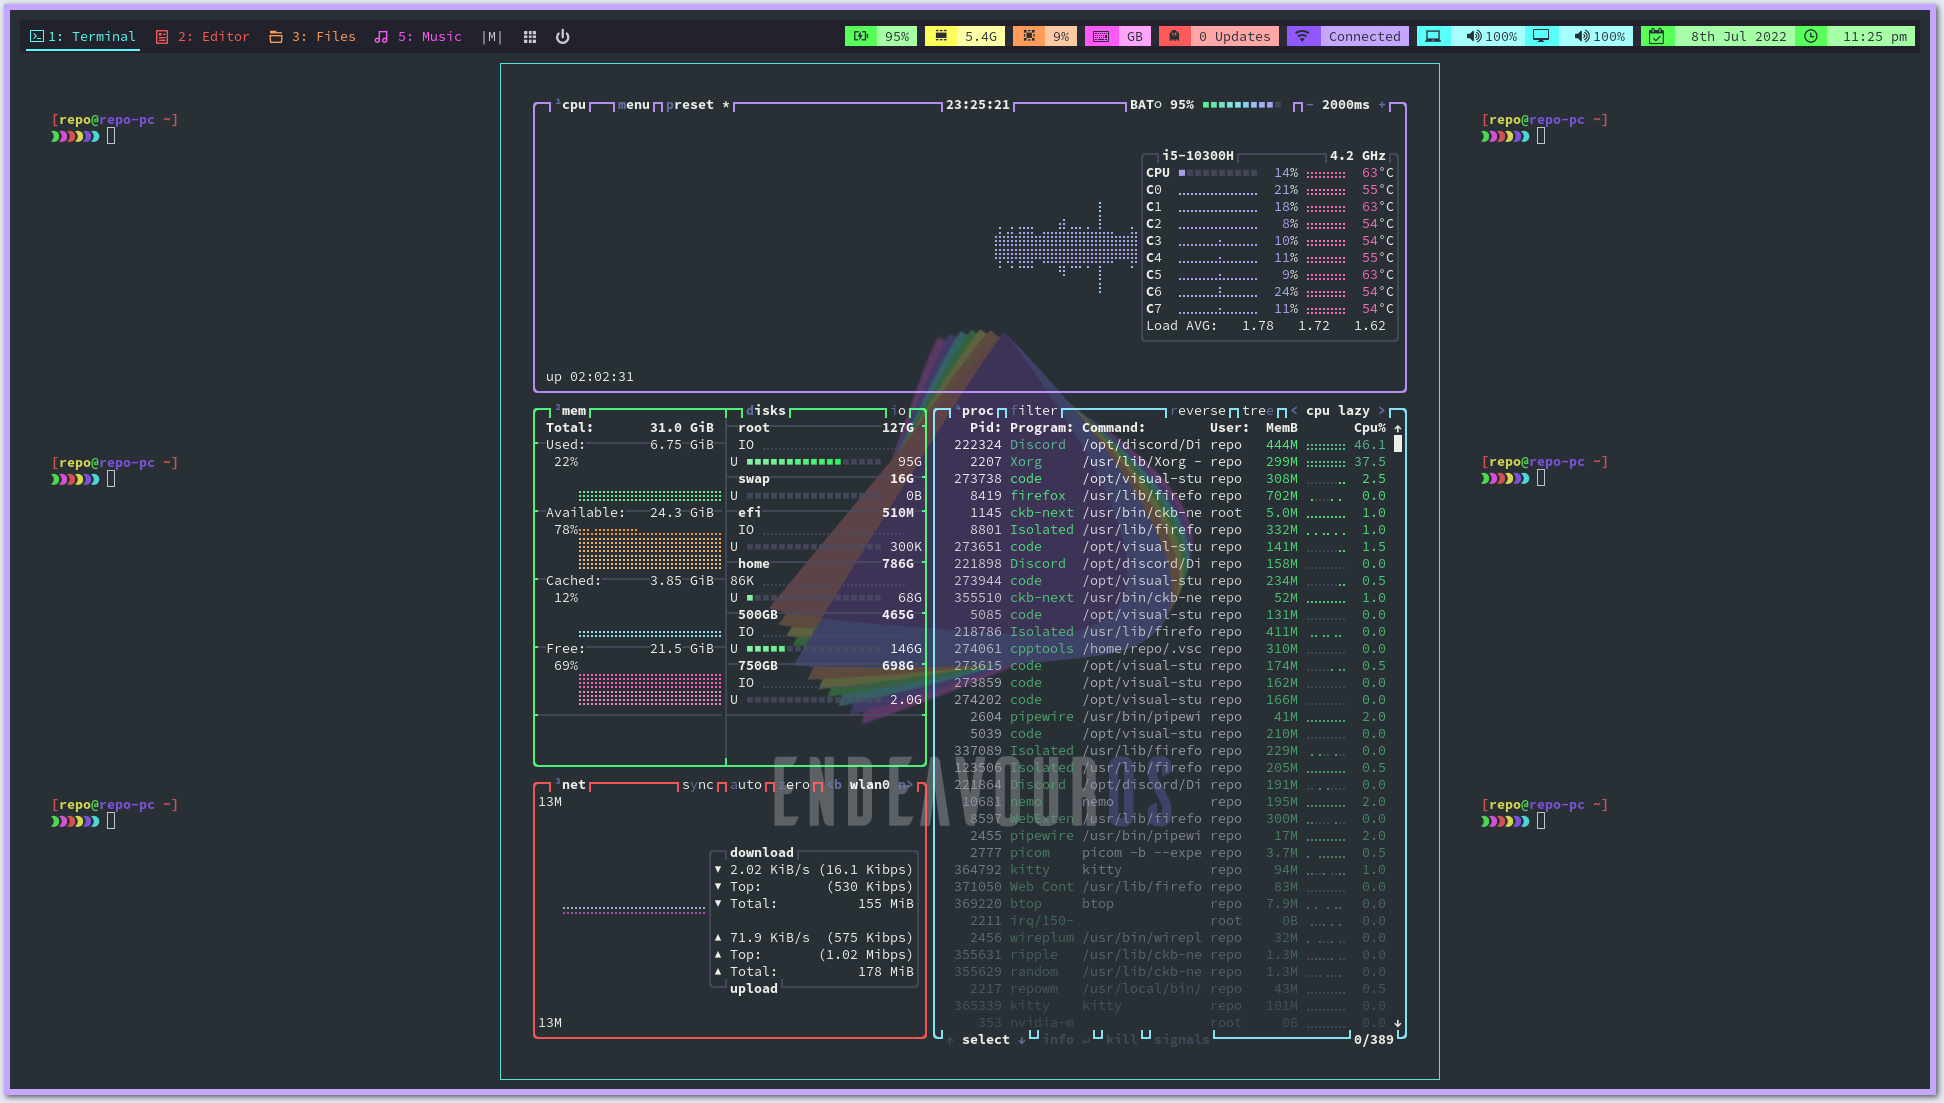 1: Terminal 2: Editor 3: Files 5: Music |M| 95% 5.4G 9% GB 0 Updates Connected 100% 100% 8th Jul 2022 11:25 pm
[repo@repo-pc ~]
[repo@repo-pc ~]
[repo@repo-pc ~]
¹cpu menu preset * 23:25:21 BAT○ 95% - 2000ms +
i5-10300H 4.2 GHz
CPU 14% 63°C
C0 21% 55°C
C1 18% 63°C
C2 8% 54°C
C3 10% 54°C
C4 11% 55°C
C5 9% 63°C
C6 24% 54°C
C7 11% 54°C
Load AVG: 1.78 1.72 1.62
up 02:02:31
²mem
Total: 31.0 GiB
Used: 6.75 GiB
22%
Available: 24.3 GiB
78%
Cached: 3.85 GiB
12%
Free: 21.5 GiB
69%
disks io
root 127G
IO
U 95G
swap 16G
U 0B
efi 510M
IO
U 300K
home 786G
86K
U 68G
500GB 465G
IO
U 146G
750GB 698G
IO
U 2.0G
³net sync auto zero <b wlan0 n>
13M
download
▼ 2.02 KiB/s (16.1 Kibps)
▼ Top: (530 Kibps)
▼ Total: 155 MiB
▲ 71.9 KiB/s (575 Kibps)
▲ Top: (1.02 Mibps)
▲ Total: 178 MiB
upload
13M
⁴proc filter reverse tree < cpu lazy >
Pid: Program: Command: User: MemB Cpu% ↑
222324 Discord /opt/discord/Di repo 444M 46.1
2207 Xorg /usr/lib/Xorg - repo 299M 37.5
273738 code /opt/visual-stu repo 308M 2.5
8419 firefox /usr/lib/firefo repo 702M 0.0
1145 ckb-next /usr/bin/ckb-ne root 5.0M 1.0
8801 Isolated /usr/lib/firefo repo 332M 1.0
273651 code /opt/visual-stu repo 141M 1.5
221898 Discord /opt/discord/Di repo 158M 0.0
273944 code /opt/visual-stu repo 234M 0.5
355510 ckb-next /usr/bin/ckb-ne repo 52M 1.0
5085 code /opt/visual-stu repo 131M 0.0
218786 Isolated /usr/lib/firefo repo 411M 0.0
274061 cpptools /home/repo/.vsc repo 310M 0.0
273615 code /opt/visual-stu repo 174M 0.5
273859 code /opt/visual-stu repo 162M 0.0
274202 code /opt/visual-stu repo 166M 0.0
2604 pipewire /usr/bin/pipewi repo 41M 2.0
5039 code /opt/visual-stu repo 210M 0.0
337089 Isolated /usr/lib/firefo repo 229M 0.0
123506 Isolated /usr/lib/firefo repo 205M 0.5
221864 Discord /opt/discord/Di repo 191M 0.0
10681 nemo nemo repo 195M 2.0
8597 WebExten /usr/lib/firefo repo 300M 0.0
2455 pipewire /usr/bin/pipewi repo 17M 2.0
2777 picom picom -b --expe repo 3.7M 0.5
364792 kitty kitty repo 94M 1.0
371050 Web Cont /usr/lib/firefo repo 83M 0.0
369220 btop btop repo 7.9M 0.0
2211 irq/150- root 0B 0.0
2456 wireplum /usr/bin/wirepl repo 32M 0.0
355631 ripple /usr/lib/ckb-ne repo 1.3M 0.0
355629 random /usr/lib/ckb-ne repo 1.3M 0.0
2217 repowm /usr/local/bin/ repo 43M 0.5
365339 kitty kitty repo 101M 0.0
353 nvidia-m root 0B 0.0 ↓
↑ select ↓ info ↵ kill signals 0/389
ENDEAVOUROS
[repo@repo-pc ~]
[repo@repo-pc ~]
[repo@repo-pc ~]